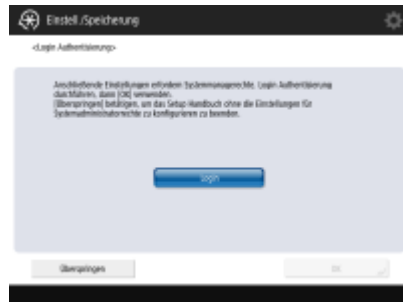 Einstell./Speicherung
<Login Authentisierung>
Anschließende Einstellungen erfordern Systemmanagerrechte. Login Authentisierung
durchführen, dann [OK] verwenden.
[Überspringen] betätigen, um das Setup Handbuch ohne die Einstellungen für
Systemadministratorrechte zu konfigurieren zu beenden.
Login
Überspringen
OK